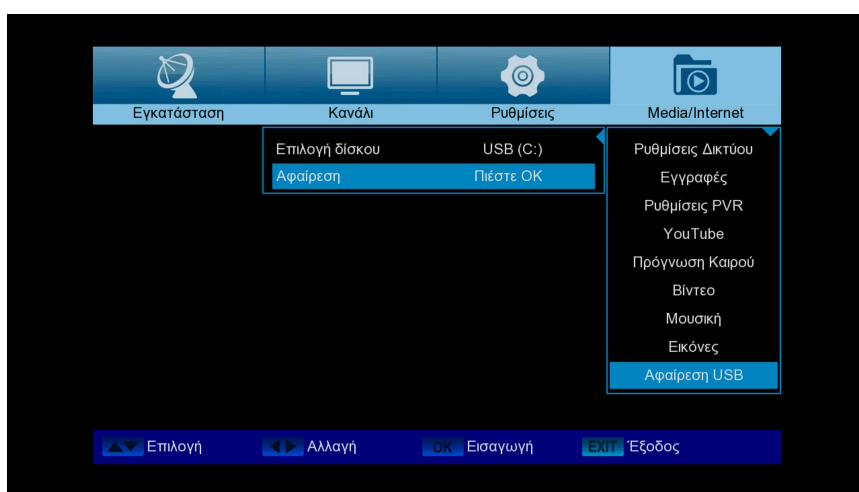 Εγκατάσταση Κανάλι Ρυθμίσεις Media/Internet
Επιλογή δίσκου USB (C:)
Αφαίρεση Πιέστε OK
Ρυθμίσεις Δικτύου
Εγγραφές
Ρυθμίσεις PVR
YouTube
Πρόγνωση Καιρού
Βίντεο
Μουσική
Εικόνες
Αφαίρεση USB
Επιλογή Αλλαγή OK Εισαγωγή EXIT Έξοδος